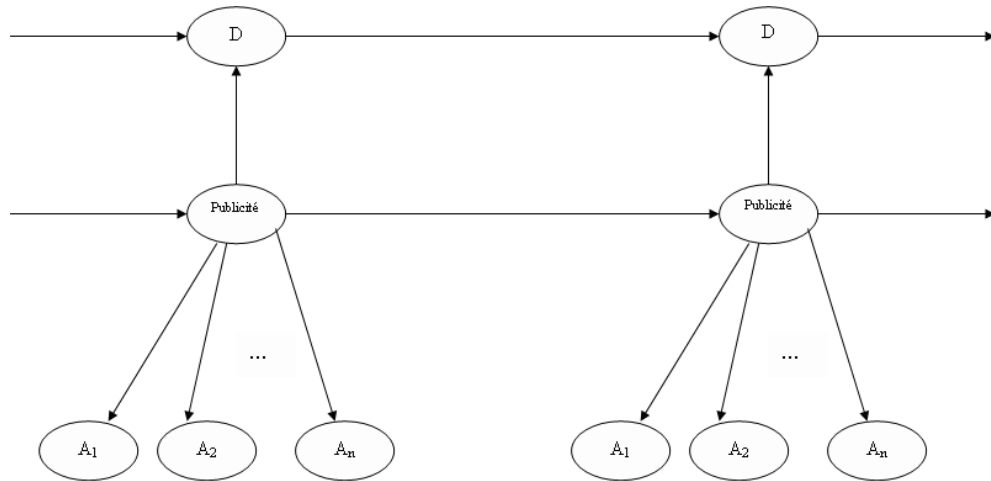 D D
Publicité Publicité
... ...
A1 A2 An A1 A2 An